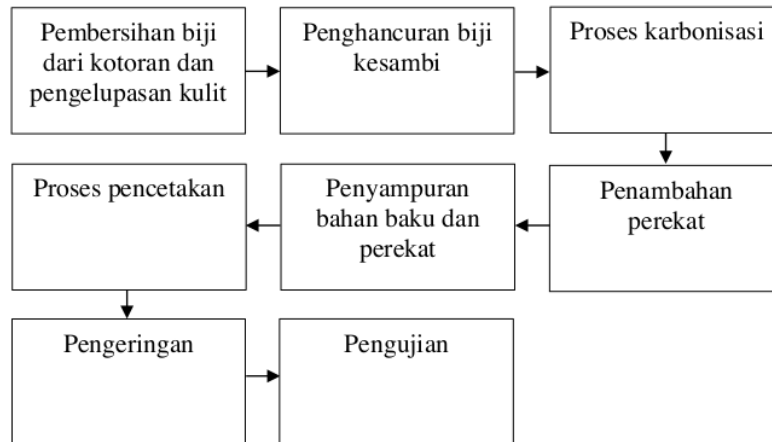 Pembersihan biji
dari kotoran dan
pengelupasan kulit
Penghancuran biji
kesambi
Proses karbonisasi
Penambahan
perekat
Penyampuran
bahan baku dan
perekat
Proses pencetakan
Pengeringan
Pengujian